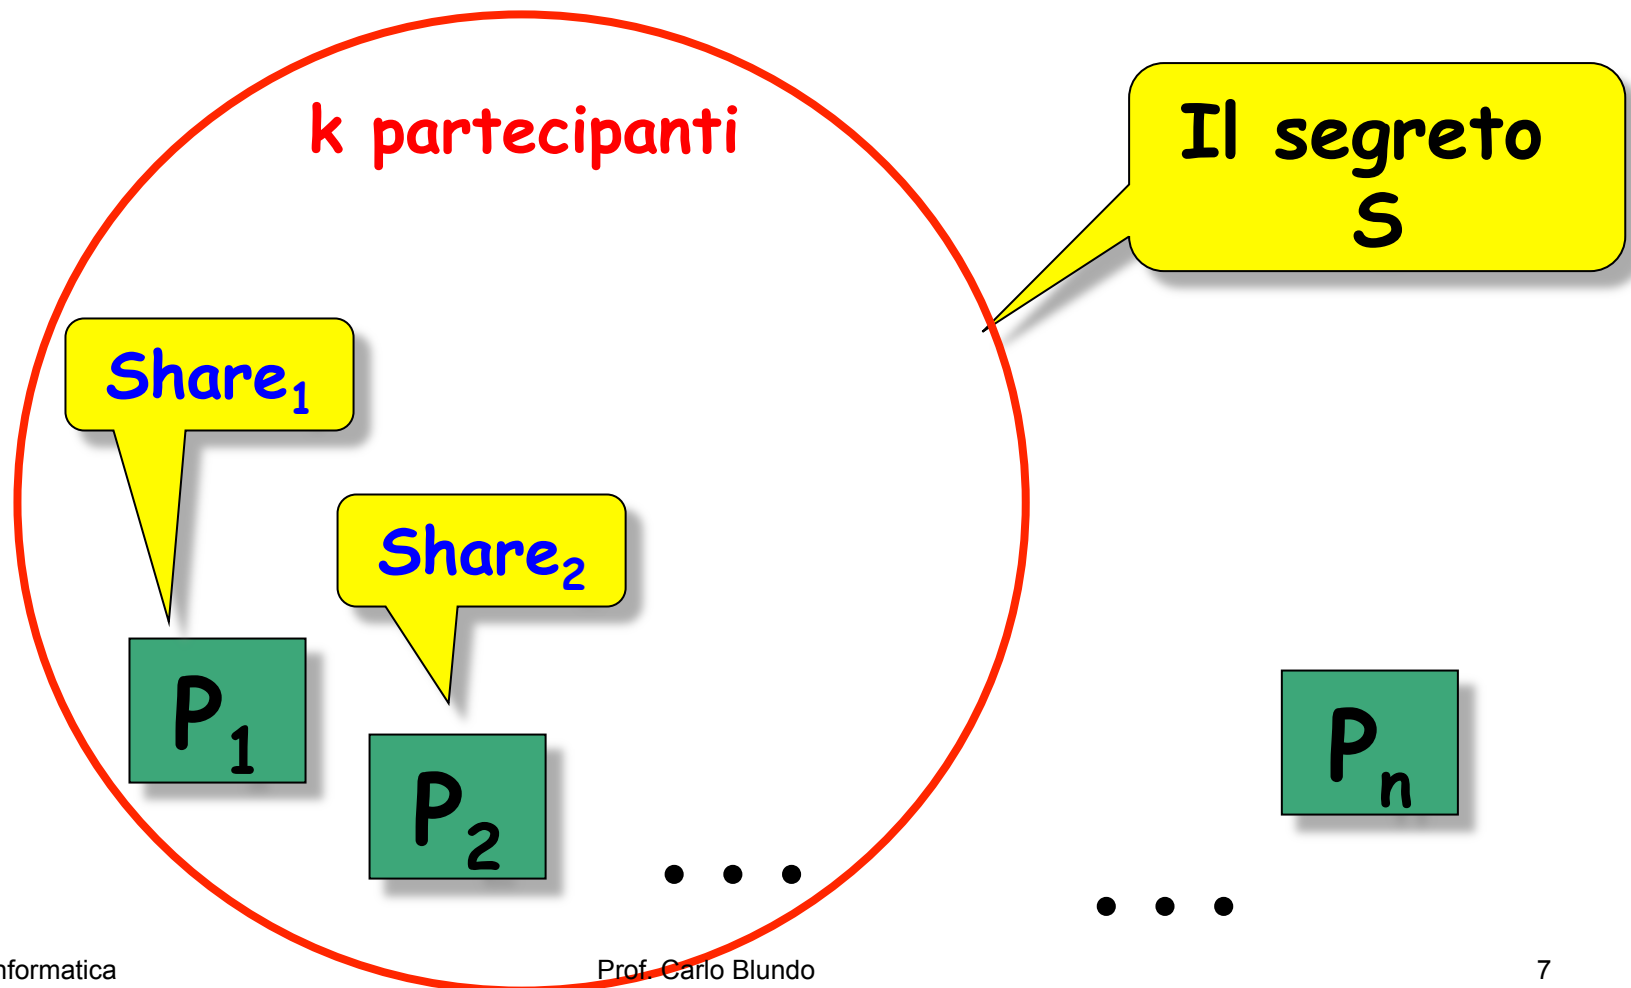 k partecipanti
Il segreto
S
Share₁
Share₂
P₁
P₂
Pₙ
. . .
. . .
nformatica
Prof. Carlo Blundo
7